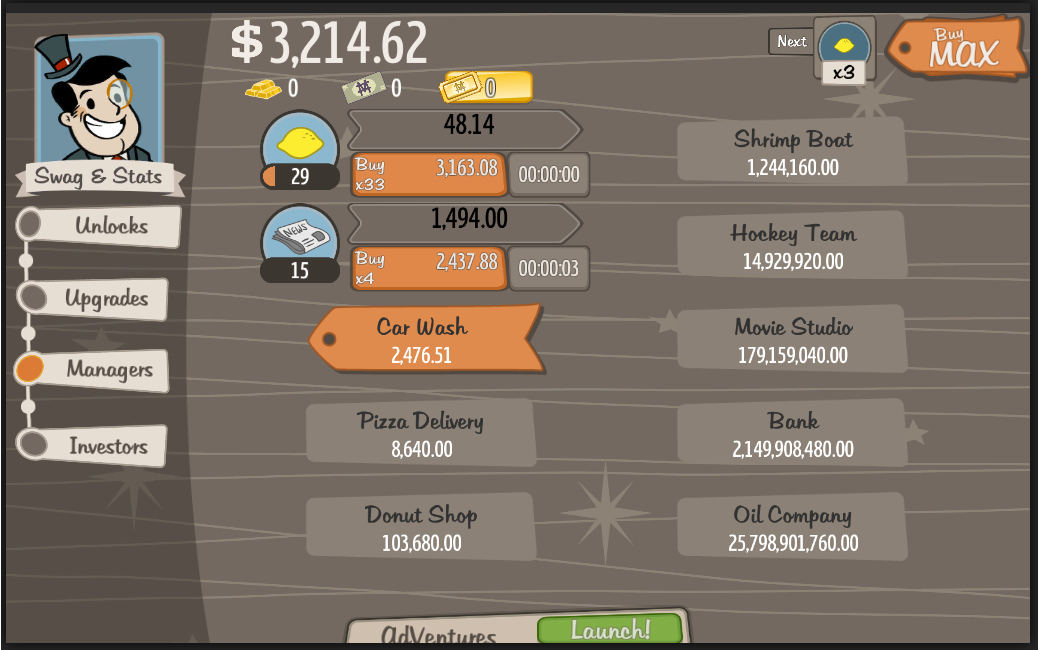 $3,214.62
0
0
0
Next
x3
Buy
MAX
Swag & Stats
Unlocks
Upgrades
Managers
Investors
48.14
29
Buy
x33
3,163.08
00:00:00
NEWS
1,494.00
15
Buy
x4
2,437.88
00:00:03
Car Wash
2,476.51
Pizza Delivery
8,640.00
Donut Shop
103,680.00
Shrimp Boat
1,244,160.00
Hockey Team
14,929,920.00
Movie Studio
179,159,040.00
Bank
2,149,908,480.00
Oil Company
25,798,901,760.00
AdVentures
Launch!